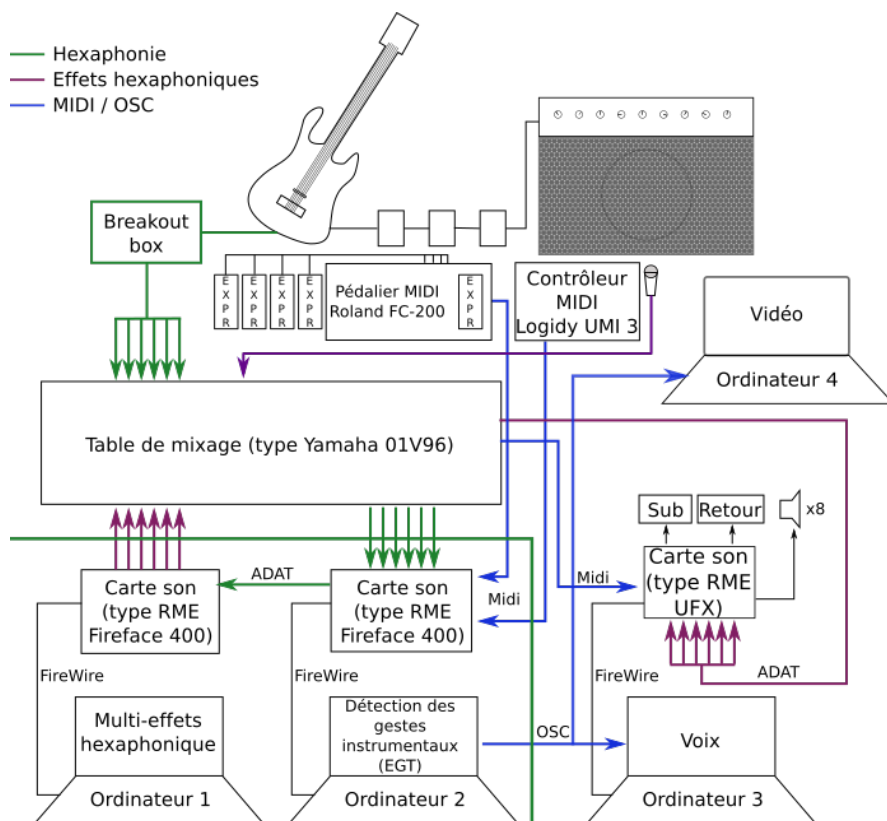 Hexaphonie
Effets hexaphoniques
MIDI / OSC
Breakout
box
E
X
P
R
E
X
P
R
E
X
P
R
E
X
P
R
Pédalier MIDI
Roland FC-200
E
X
P
R
Contrôleur
MIDI
Logidy UMI 3
Vidéo
Ordinateur 4
Table de mixage (type Yamaha 01V96)
Sub
Retour
x8
Carte son
(type RME
Fireface 400)
ADAT
Carte son
(type RME
Fireface 400)
Midi
Midi
Carte son
(type RME
UFX)
FireWire
FireWire
FireWire
ADAT
Multi-effets
hexaphonique
Ordinateur 1
Détection des
gestes
instrumentaux
(EGT)
Ordinateur 2
OSC
Voix
Ordinateur 3